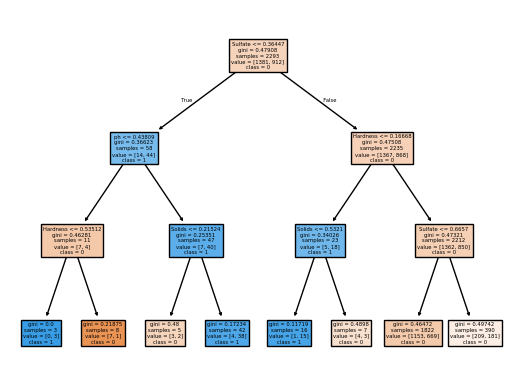 Sulfate <= 0.36447
gini = 0.47908
samples = 2293
value = [1381, 912]
class = 0
True
False
ph <= 0.43809
gini = 0.36623
samples = 58
value = [14, 44]
class = 1
Hardness <= 0.16668
gini = 0.47508
samples = 2235
value = [1367, 868]
class = 0
Hardness <= 0.53512
gini = 0.46281
samples = 11
value = [7, 4]
class = 0
Solids <= 0.21524
gini = 0.25351
samples = 47
value = [7, 40]
class = 1
Solids <= 0.5321
gini = 0.34026
samples = 23
value = [5, 18]
class = 1
Sulfate <= 0.6657
gini = 0.47321
samples = 2212
value = [1362, 850]
class = 0
gini = 0.0
samples = 3
value = [0, 3]
class = 1
gini = 0.21875
samples = 8
value = [7, 1]
class = 0
gini = 0.48
samples = 5
value = [3, 2]
class = 0
gini = 0.17234
samples = 42
value = [4, 38]
class = 1
gini = 0.11719
samples = 16
value = [1, 15]
class = 1
gini = 0.4898
samples = 7
value = [4, 3]
class = 0
gini = 0.46472
samples = 1822
value = [1153, 669]
class = 0
gini = 0.49742
samples = 390
value = [209, 181]
class = 0